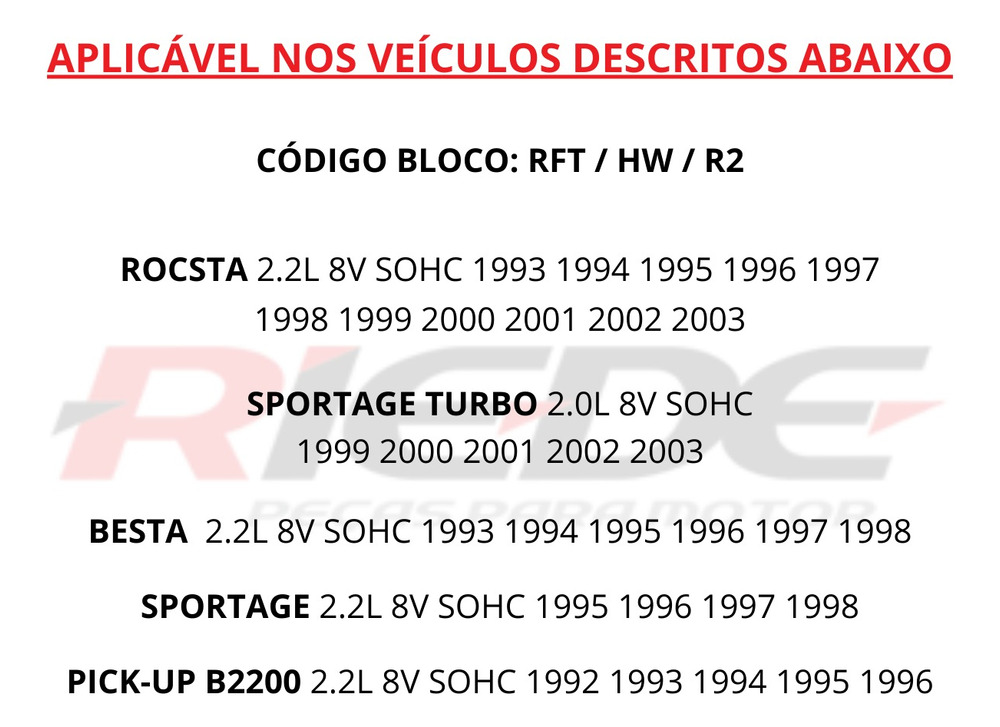 APLICÁVEL NOS VEÍCULOS DESCRITOS ABAIXO
CÓDIGO BLOCO: RFT / HW / R2
ROCSTA 2.2L 8V SOHC 1993 1994 1995 1996 1997
1998 1999 2000 2001 2002 2003
RIEDE
SPORTAGE TURBO 2.0L 8V SOHC
1999 2000 2001 2002 2003
PEÇAS PARA MOTOR
BESTA 2.2L 8V SOHC 1993 1994 1995 1996 1997 1998
SPORTAGE 2.2L 8V SOHC 1995 1996 1997 1998
PICK-UP B2200 2.2L 8V SOHC 1992 1993 1994 1995 1996